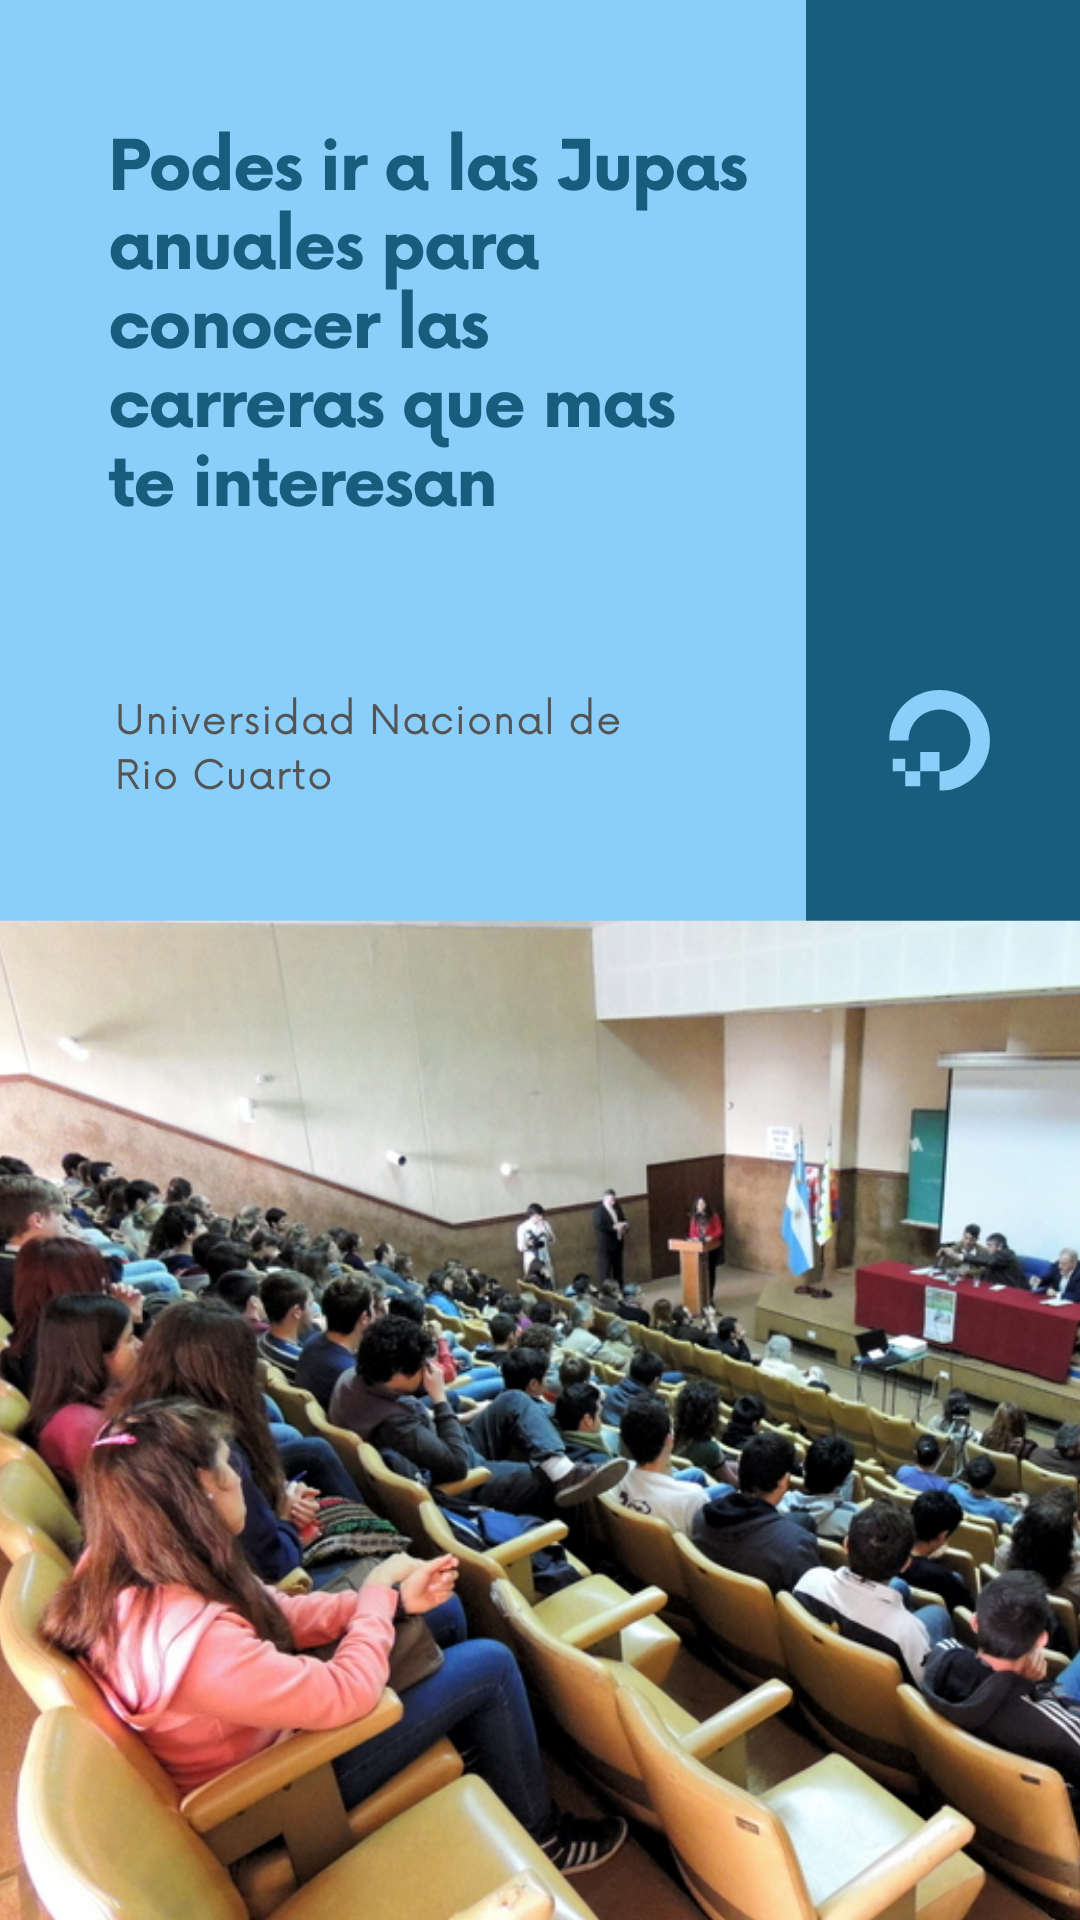 Podes ir a las Jupas
anuales para
conocer las
carreras que mas
te interesan
Universidad Nacional de
Rio Cuarto